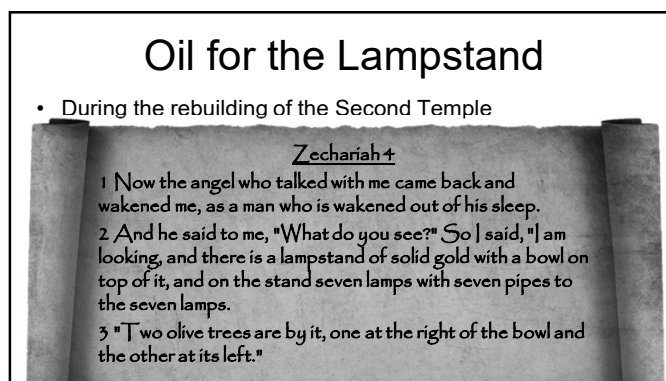 Oil for the Lampstand
• During the rebuilding of the Second Temple
Zechariah 4
1 Now the angel who talked with me came back and
wakened me, as a man who is wakened out of his sleep.
2 And he said to me, "What do you see?" So I said, "I am
looking, and there is a lampstand of solid gold with a bowl on
top of it, and on the stand seven lamps with seven pipes to
the seven lamps.
3 "Two olive trees are by it, one at the right of the bowl and
the other at its left."